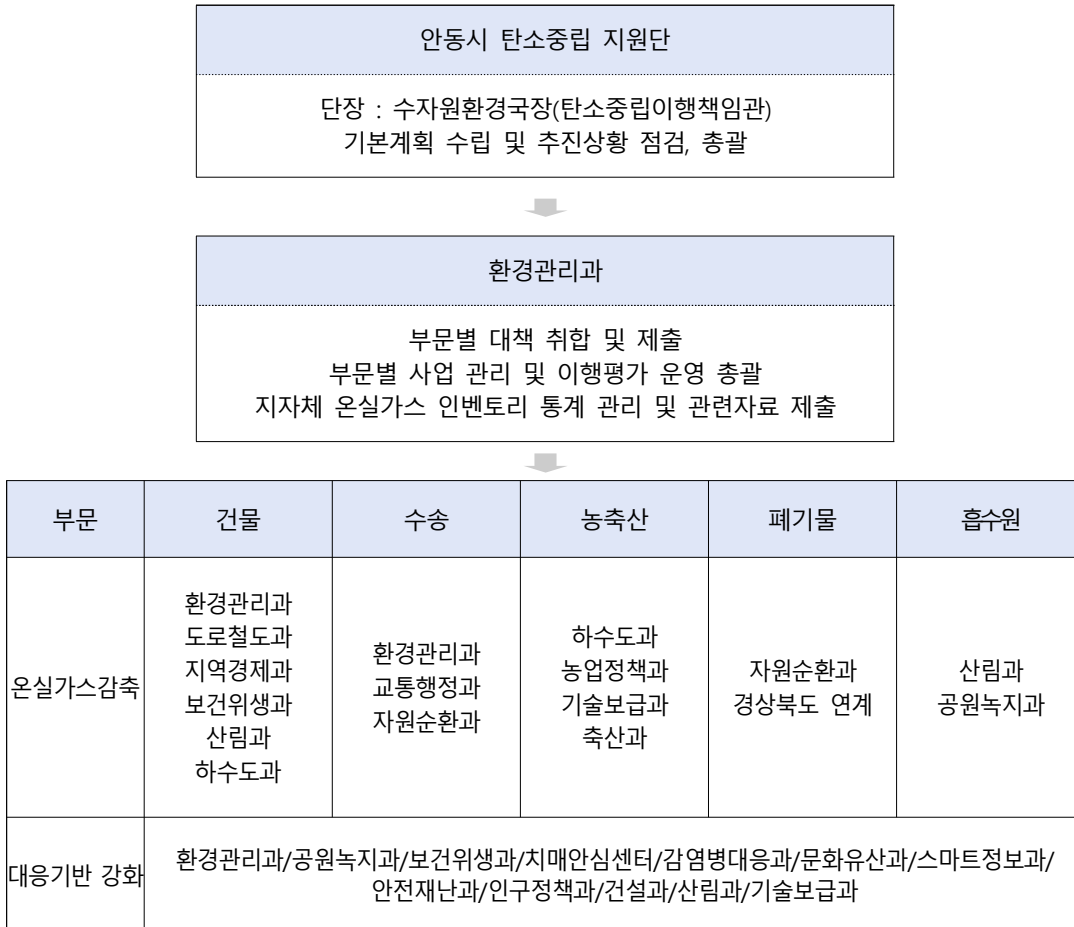 안동시 탄소중립 지원단
단장 : 수자원환경국장(탄소중립이행책임관)
기본계획 수립 및 추진상황 점검, 총괄
환경관리과
부문별 대책 취합 및 제출
부문별 사업 관리 및 이행평가 운영 총괄
지자체 온실가스 인벤토리 통계 관리 및 관련자료 제출
부문
건물
수송
농축산
폐기물
흡수원
온실가스감축
환경관리과
도로철도과
지역경제과
보건위생과
산림과
하수도과
환경관리과
교통행정과
자원순환과
하수도과
농업정책과
기술보급과
축산과
자원순환과
경상북도 연계
산림과
공원녹지과
대응기반 강화
환경관리과/공원녹지과/보건위생과/치매안심센터/감염병대응과/문화유산과/스마트정보과/
안전재난과/인구정책과/건설과/산림과/기술보급과